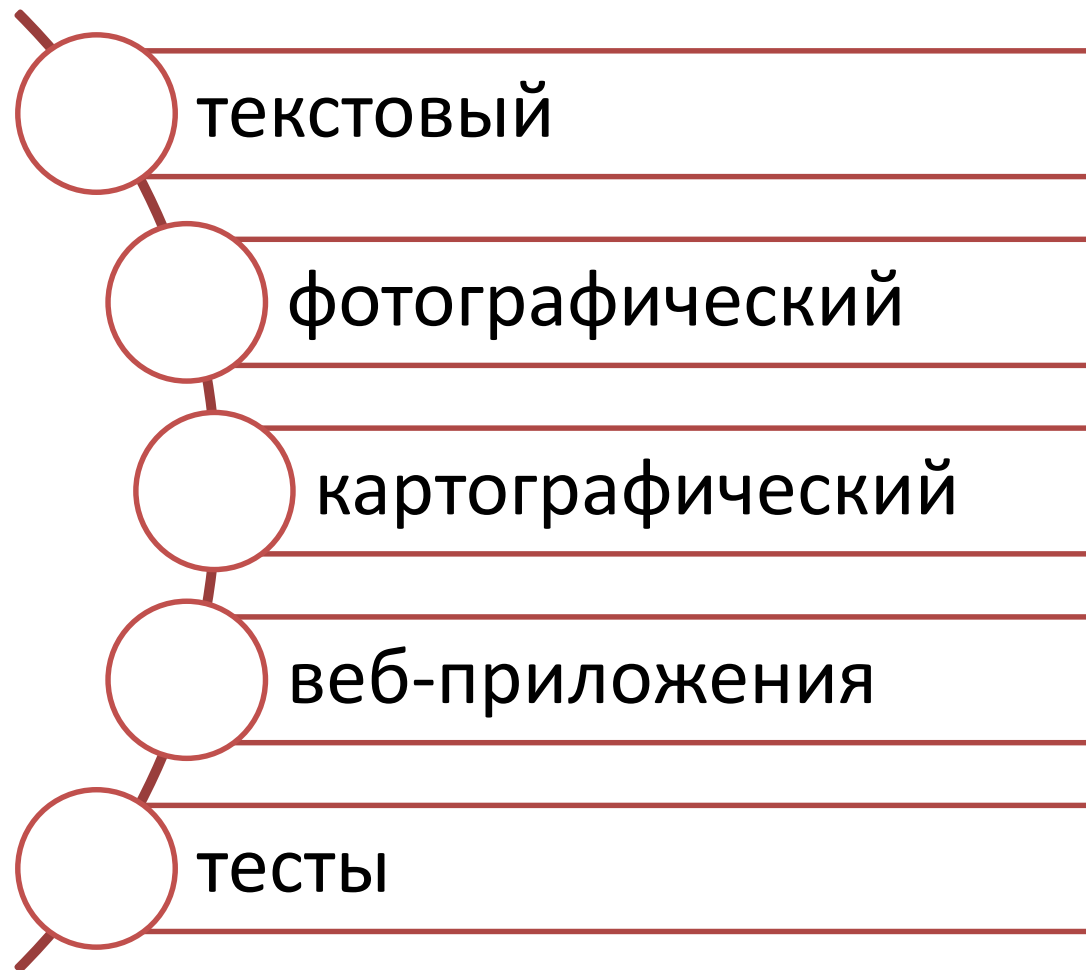 текстовый
фотографический
картографический
веб-приложения
тесты